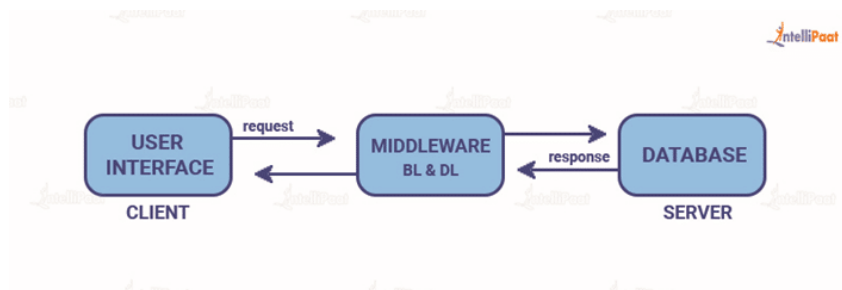 IntelliPaat
USER
INTERFACE
CLIENT
request
MIDDLEWARE
BL & DL
response
DATABASE
SERVER